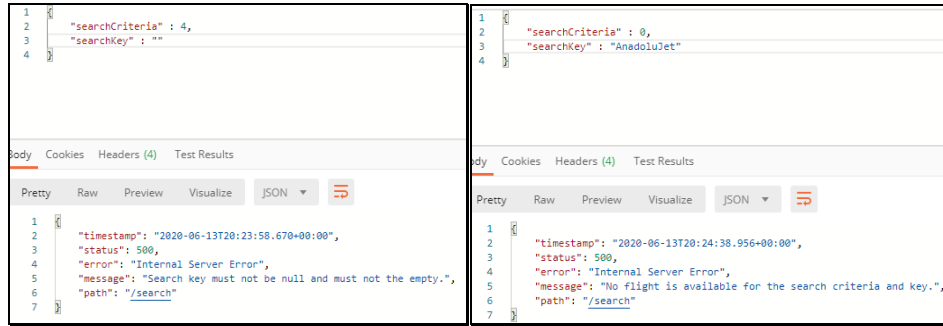 1 {
2 "searchCriteria" : 4,
3 "searchKey" : ""
4 }
Body Cookies Headers (4) Test Results
Pretty Raw Preview Visualize JSON
1 {
2 "timestamp": "2020-06-13T20:23:58.670+00:00",
3 "status": 500,
4 "error": "Internal Server Error",
5 "message": "Search key must not be null and must not the empty.",
6 "path": "/search"
7 }
1 {
2 "searchCriteria" : 0,
3 "searchKey" : "AnadoluJet"
4 }
ody Cookies Headers (4) Test Results
Pretty Raw Preview Visualize JSON
1 {
2 "timestamp": "2020-06-13T20:24:38.956+00:00",
3 "status": 500,
4 "error": "Internal Server Error",
5 "message": "No flight is available for the search criteria and key.",
6 "path": "/search"
7 }